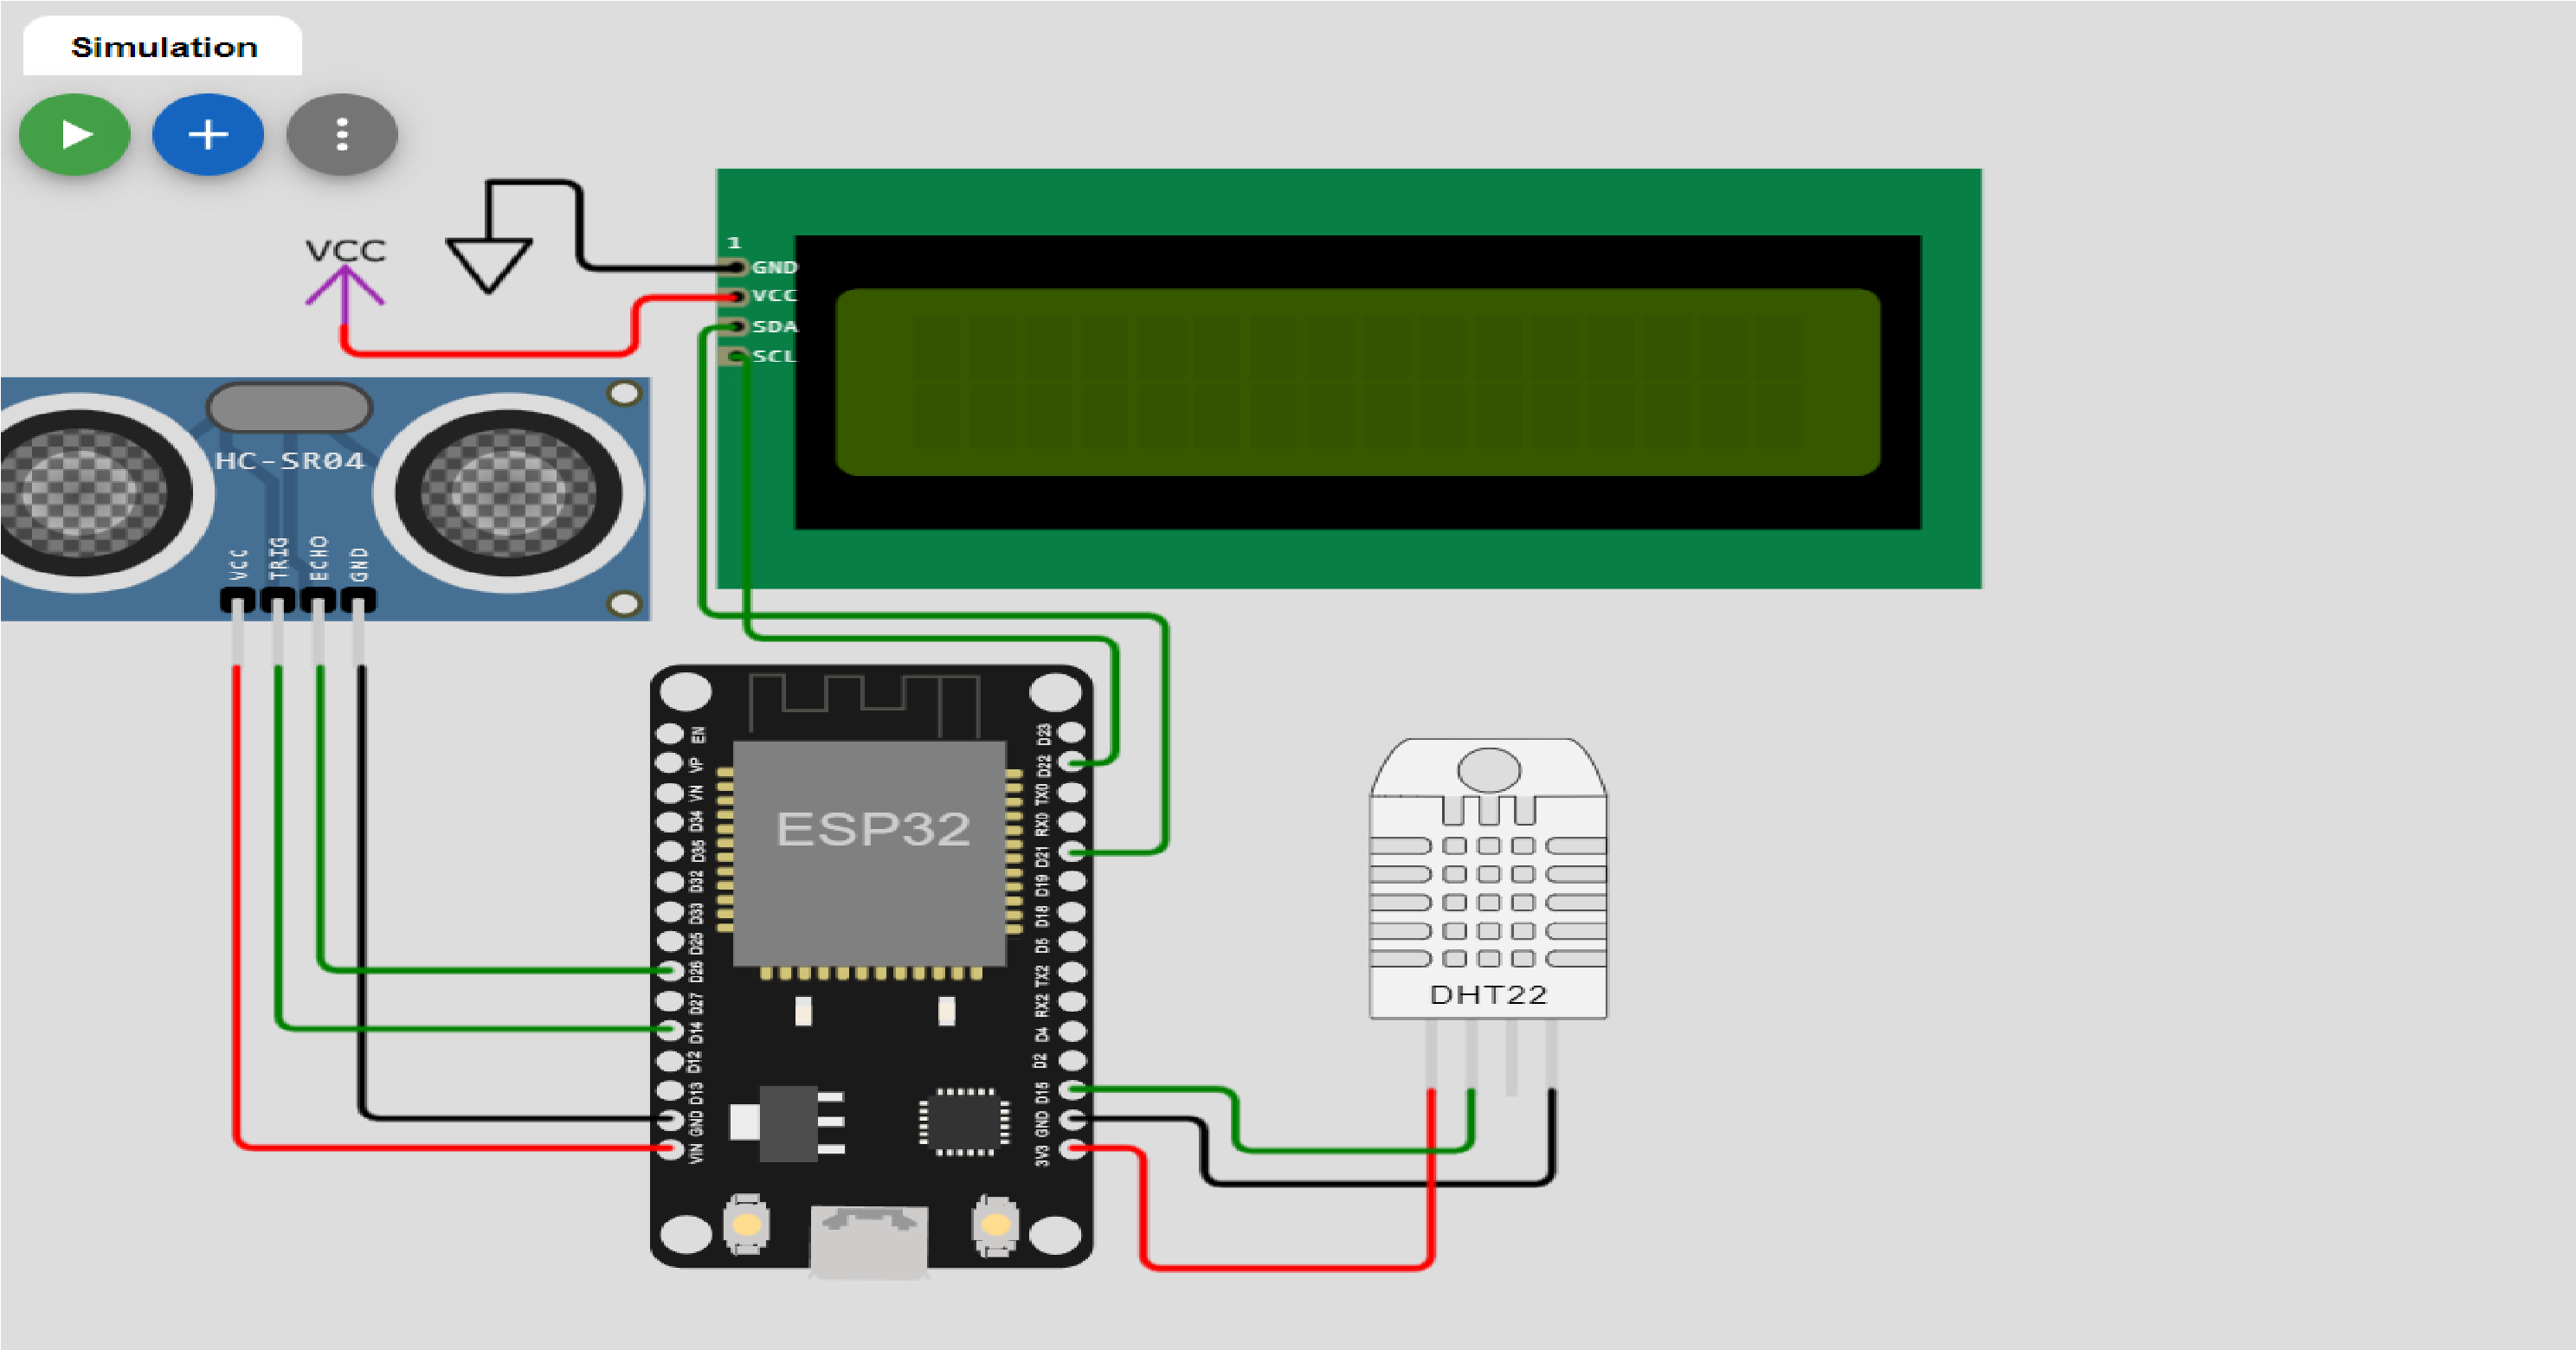 Simulation
VCC
1
GND
VCC
SDA
SCL
HC-SR04
VCC
TRIG
ECHO
GND
ESP32
EN
VP
VN
D34
D35
D32
D33
D25
D26
D27
D14
D12
D13
GND
VIN
D23
D22
TX0
RX0
D21
D19
D18
D5
TX2
RX2
D4
D2
D15
GND
3V3
DHT22